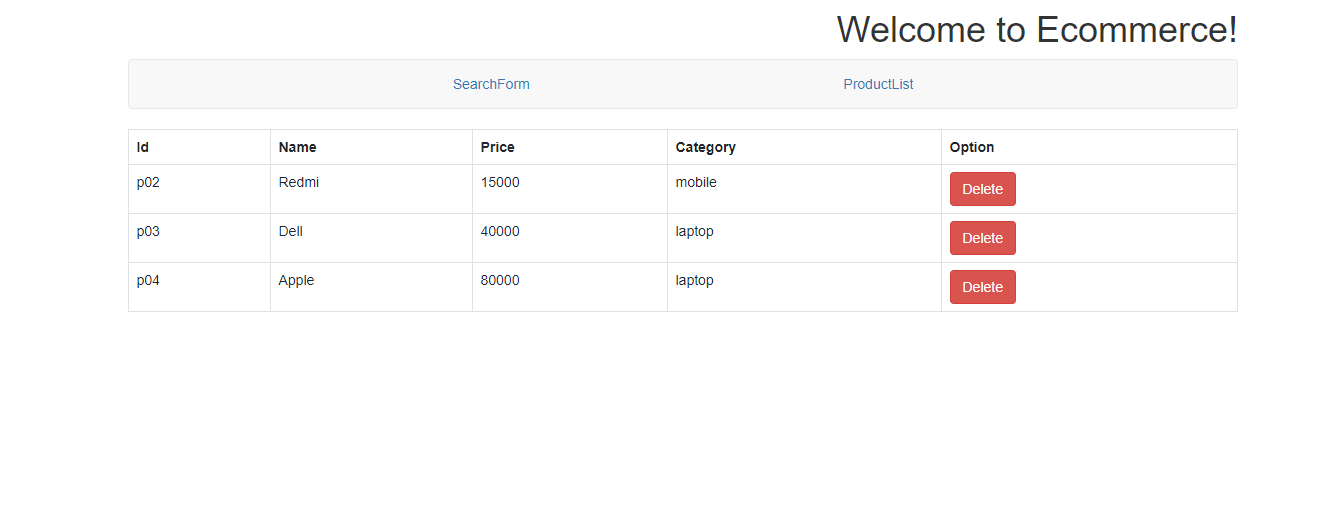 Welcome to Ecommerce!
SearchForm ProductList
Id Name Price Category Option
p02 Redmi 15000 mobile Delete
p03 Dell 40000 laptop Delete
p04 Apple 80000 laptop Delete